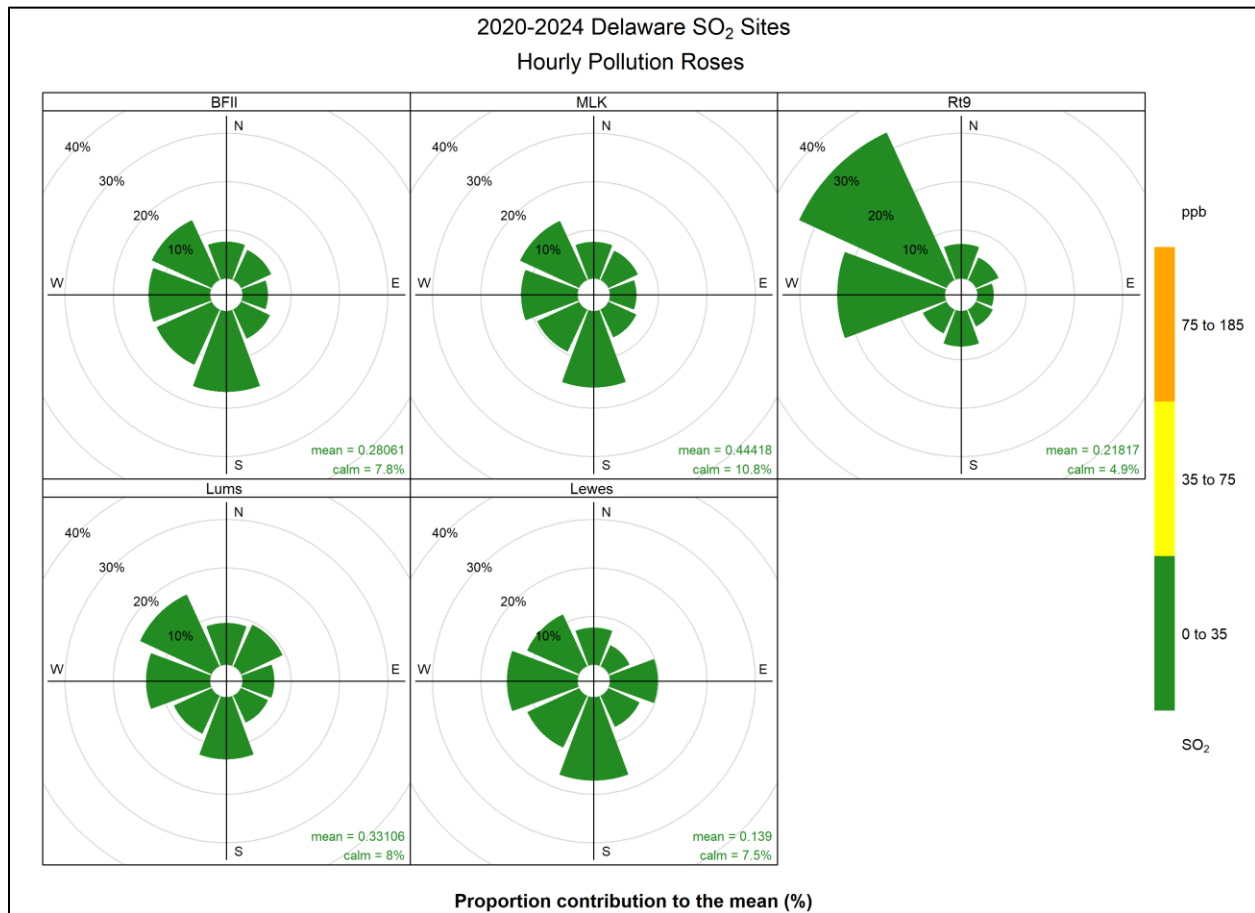 2020-2024 Delaware SO₂ Sites
Hourly Pollution Roses
BFII
N
40%
30%
20%
10%
W
E
S
mean = 0.28061
calm = 7.8%
MLK
N
40%
30%
20%
10%
W
E
S
mean = 0.44418
calm = 10.8%
Rt9
N
40%
30%
20%
10%
W
E
S
mean = 0.21817
calm = 4.9%
Lums
N
40%
30%
20%
10%
W
E
S
mean = 0.33106
calm = 8%
Lewes
N
40%
30%
20%
10%
W
E
S
mean = 0.139
calm = 7.5%
ppb
75 to 185
35 to 75
0 to 35
SO₂
Proportion contribution to the mean (%)